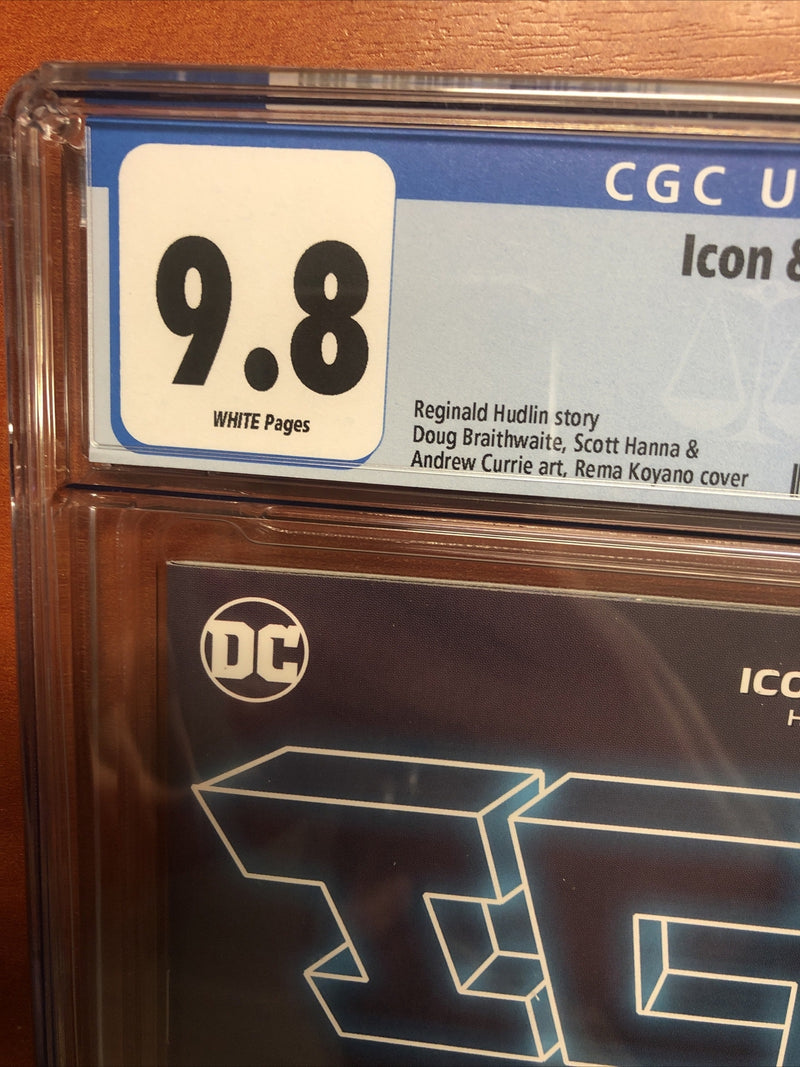 CGC U
9.8
WHITE Pages
Icon &
Reginald Hudlin story
Doug Braithwaite, Scott Hanna &
Andrew Currie art, Rema Koyano cover
DC
ICO
H
IC